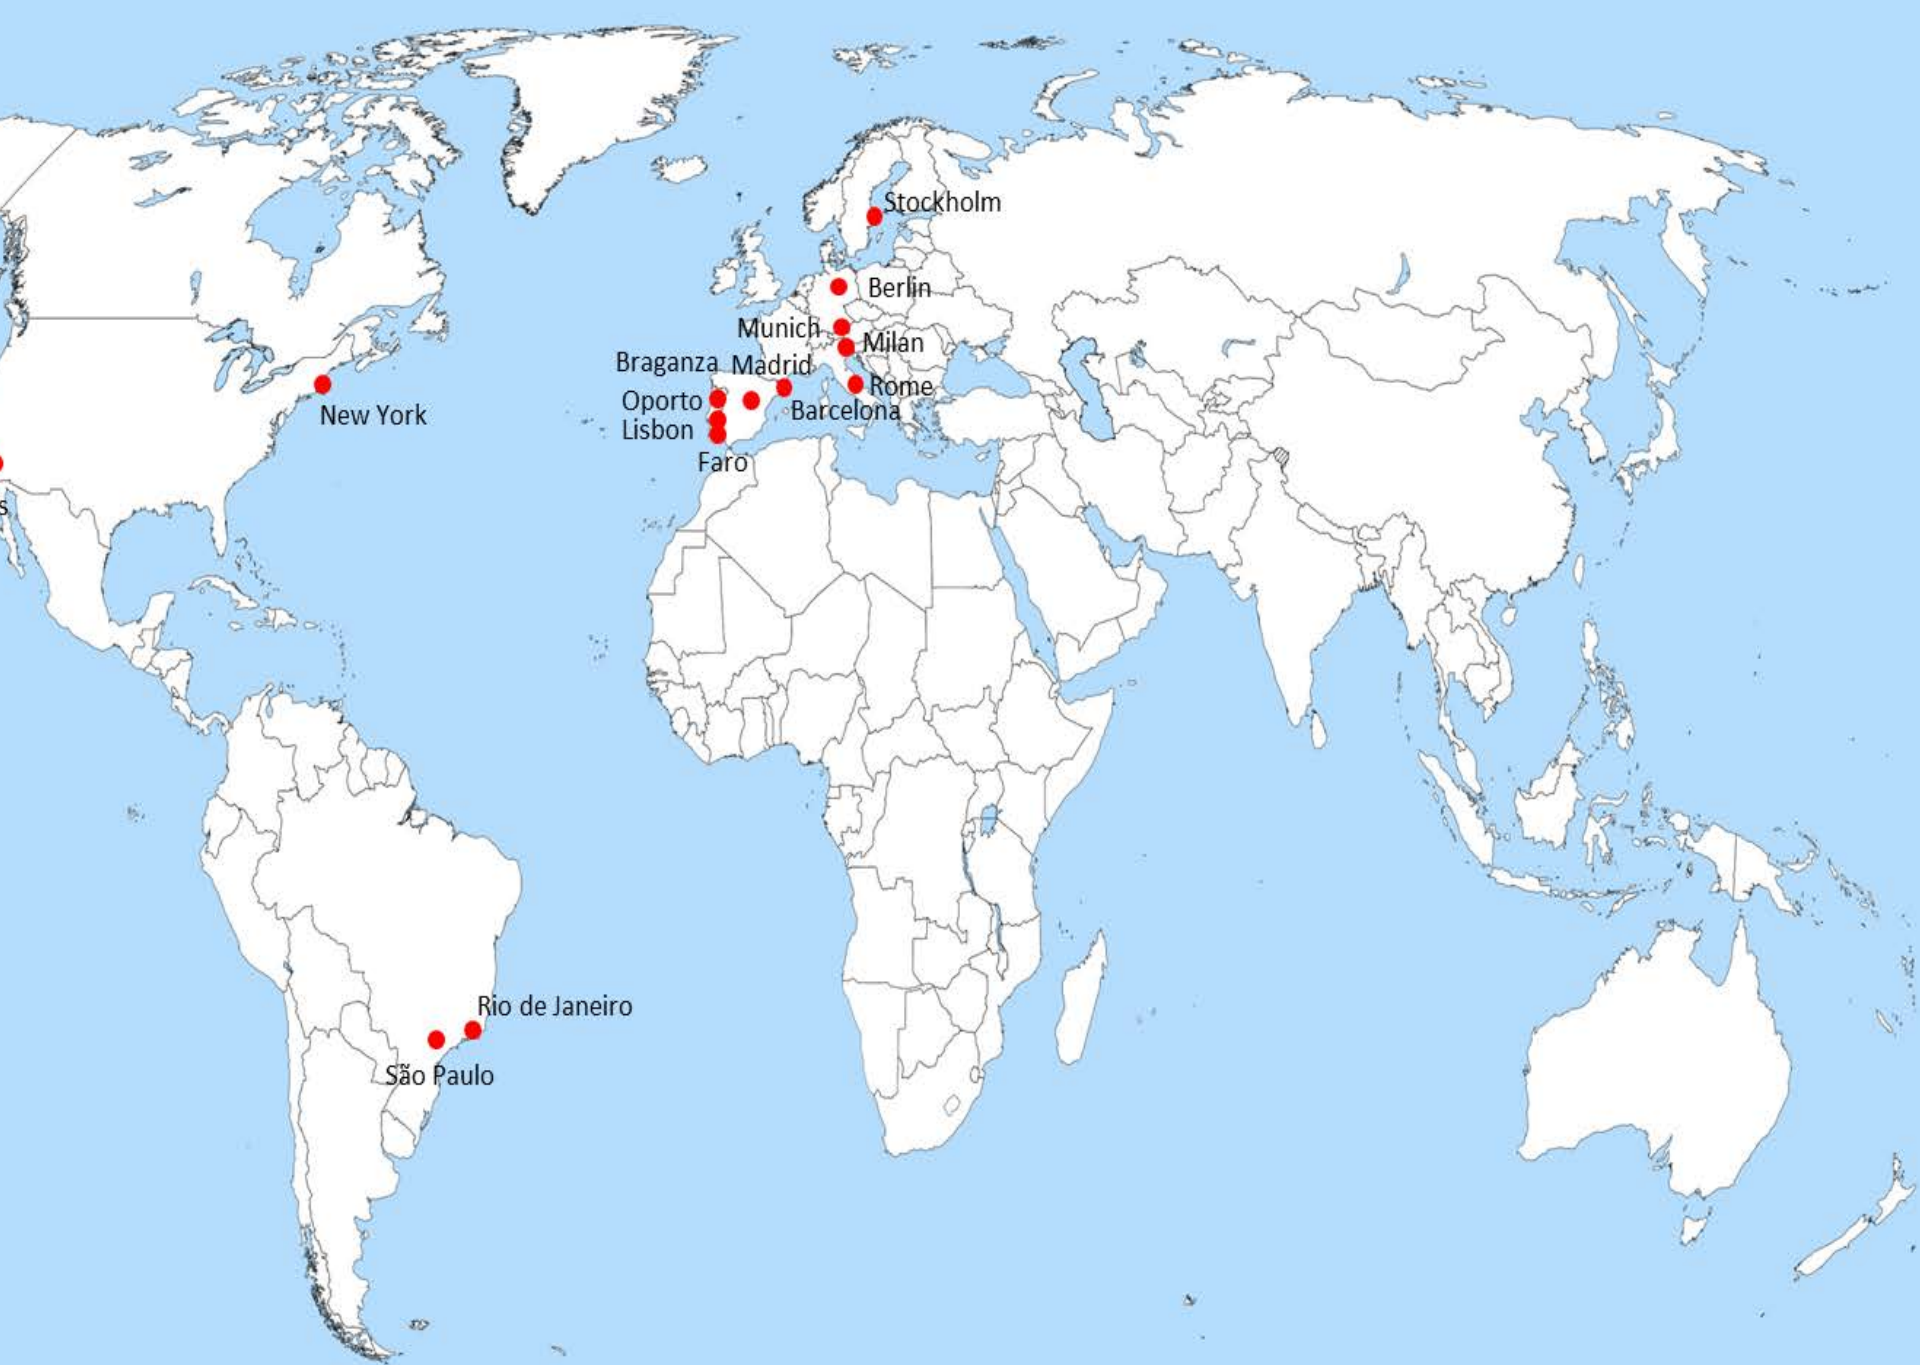 Stockholm
Berlin
Munich
Milan
Braganza
Madrid
Rome
Oporto
Barcelona
New York
Lisbon
Faro
s
Rio de Janeiro
São Paulo